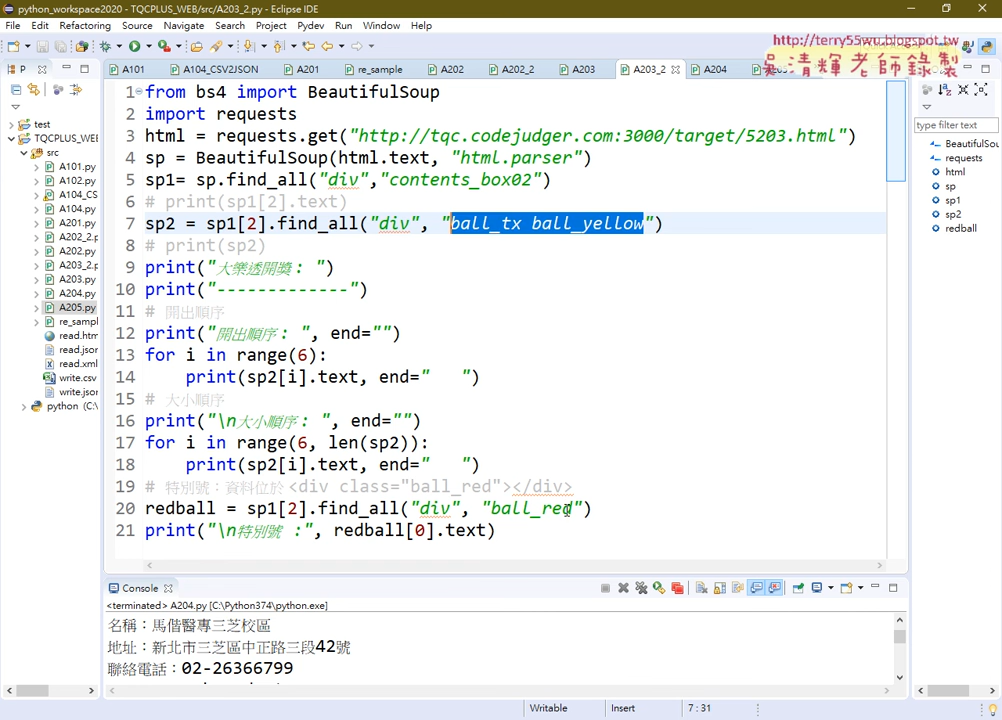 python_workspace2020 - TQCPLUS_WEB/src/A203_2.py - Eclipse IDE
File Edit Refactoring Source Navigate Search Project Pydev Run Window Help
http://terry55wu.blogspot.tw
吳清輝老師錄製
P
A101 A104_CSV2JSON A201 re_sample A202 A202_2 A203 A203_2 A204
test
TQCPLUS_WEB
src
A101.py
A102.py
A104_CS
A104.py
A201.py
A202_2.p
A202.py
A203_2.p
A203.py
A204.py
A205.py
re_sampl
read.htm
read.json
read.xml
write.csv
write.jsor
python (C:\
1 from bs4 import BeautifulSoup
2 import requests
3 html = requests.get("http://tqc.codejudger.com:3000/target/5203.html")
4 sp = BeautifulSoup(html.text, "html.parser")
5 sp1= sp.find_all("div","contents_box02")
6 # print(sp1[2].text)
7 sp2 = sp1[2].find_all("div", "ball_tx ball_yellow")
8 # print(sp2)
9 print("大樂透開獎: ")
10 print("-------------")
11 # 開出順序
12 print("開出順序: ", end="")
13 for i in range(6):
14 print(sp2[i].text, end="   ")
15 # 大小順序
16 print("\n大小順序: ", end="")
17 for i in range(6, len(sp2)):
18 print(sp2[i].text, end="   ")
19 # 特別號：資料位於<div class="ball_red"></div>
20 redball = sp1[2].find_all("div", "ball_red")
21 print("\n特別號 :", redball[0].text)
type filter text
BeautifulSou
requests
html
sp
sp1
sp2
redball
Console
<terminated> A204.py [C:\Python374\python.exe]
名稱：馬偕醫專三芝校區
地址：新北市三芝區中正路三段42號
聯絡電話：02-26366799
Writable Insert 7 : 31